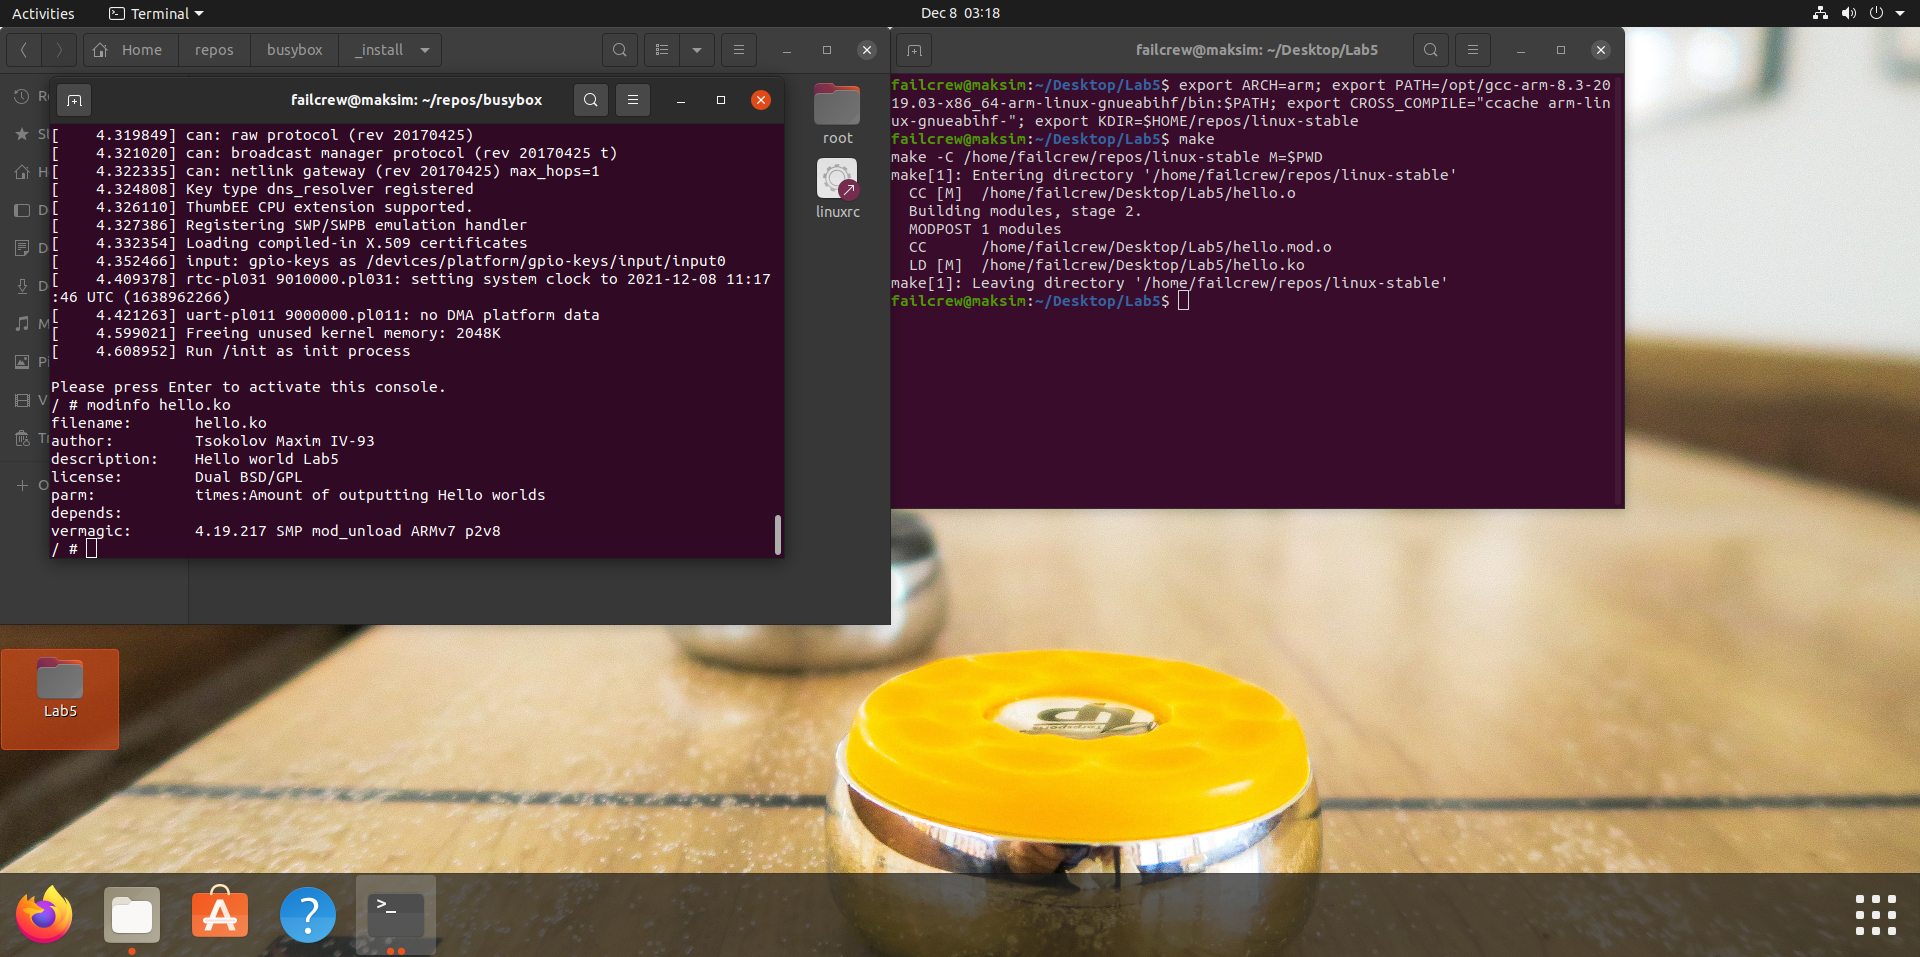 Activities
Terminal
Dec 8 03:18
Home
repos
busybox
_install
root
linuxrc
failcrew@maksim: ~/repos/busybox
[    4.319849] can: raw protocol (rev 20170425)
[    4.321020] can: broadcast manager protocol (rev 20170425 t)
[    4.322335] can: netlink gateway (rev 20170425) max_hops=1
[    4.324808] Key type dns_resolver registered
[    4.326110] ThumbEE CPU extension supported.
[    4.327386] Registering SWP/SWPB emulation handler
[    4.332354] Loading compiled-in X.509 certificates
[    4.352466] input: gpio-keys as /devices/platform/gpio-keys/input/input0
[    4.409378] rtc-pl031 9010000.pl031: setting system clock to 2021-12-08 11:17
:46 UTC (1638962266)
[    4.421263] uart-pl011 9000000.pl011: no DMA platform data
[    4.599021] Freeing unused kernel memory: 2048K
[    4.608952] Run /init as init process
Please press Enter to activate this console.
/ # modinfo hello.ko
filename:       hello.ko
author:         Tsokolov Maxim IV-93
description:    Hello world Lab5
license:        Dual BSD/GPL
parm:           times:Amount of outputting Hello worlds
depends:
vermagic:       4.19.217 SMP mod_unload ARMv7 p2v8
/ #
failcrew@maksim: ~/Desktop/Lab5
failcrew@maksim:~/Desktop/Lab5$ export ARCH=arm; export PATH=/opt/gcc-arm-8.3-20
19.03-x86_64-arm-linux-gnueabihf/bin:$PATH; export CROSS_COMPILE="ccache arm-lin
ux-gnueabihf-"; export KDIR=$HOME/repos/linux-stable
failcrew@maksim:~/Desktop/Lab5$ make
make -C /home/failcrew/repos/linux-stable M=$PWD
make[1]: Entering directory '/home/failcrew/repos/linux-stable'
  CC [M]  /home/failcrew/Desktop/Lab5/hello.o
  Building modules, stage 2.
  MODPOST 1 modules
  CC      /home/failcrew/Desktop/Lab5/hello.mod.o
  LD [M]  /home/failcrew/Desktop/Lab5/hello.ko
make[1]: Leaving directory '/home/failcrew/repos/linux-stable'
failcrew@maksim:~/Desktop/Lab5$
Lab5